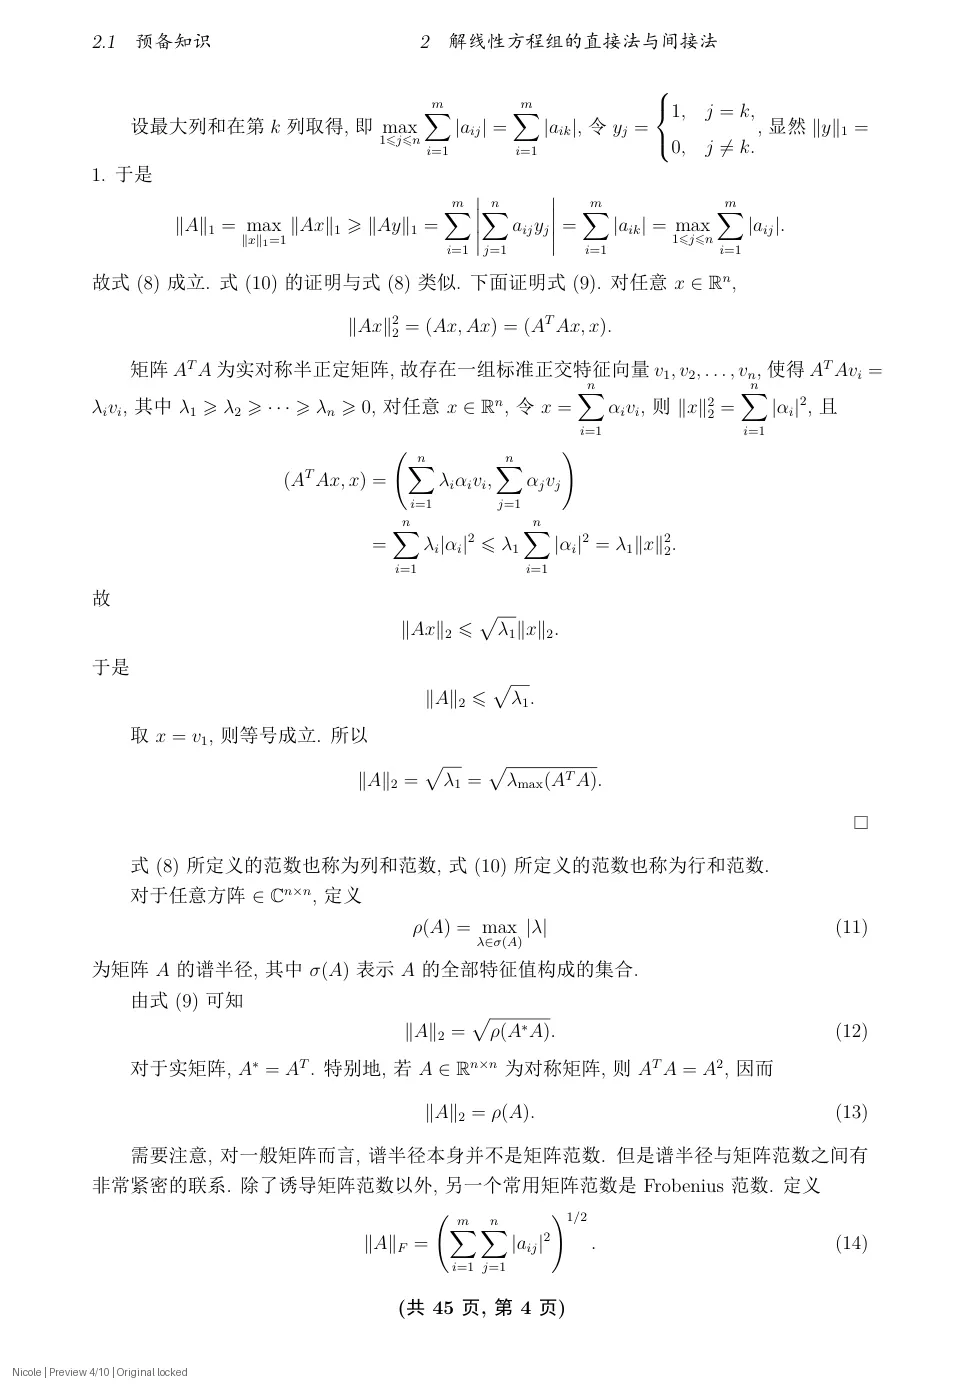 2.1 预备知识 2 解线性方程组的直接法与间接法
设最大列和在第 k 列取得, 即 $\max_{1\leqslant j\leqslant n}\sum_{i=1}^{m}|a_{ij}| = \sum_{i=1}^{m}|a_{ik}|$, 令 $y_j = \begin{cases}1, & j = k,\\ 0, & j \neq k.\end{cases}$, 显然 $\|y\|_1 =$
1. 于是
$\|A\|_1 = \max_{\|x\|_1=1}\|Ax\|_1 \geqslant \|Ay\|_1 = \sum_{i=1}^{m}\left|\sum_{j=1}^{n}a_{ij}y_j\right| = \sum_{i=1}^{m}|a_{ik}| = \max_{1\leqslant j\leqslant n}\sum_{i=1}^{m}|a_{ij}|.$
故式 (8) 成立. 式 (10) 的证明与式 (8) 类似. 下面证明式 (9). 对任意 $x \in \mathbb{R}^n$,
$\|Ax\|_2^2 = (Ax, Ax) = (A^T Ax, x).$
矩阵 $A^T A$ 为实对称半正定矩阵, 故存在一组标准正交特征向量 $v_1, v_2, \ldots, v_n$, 使得 $A^T Av_i =$
$\lambda_i v_i$, 其中 $\lambda_1 \geqslant \lambda_2 \geqslant \cdots \geqslant \lambda_n \geqslant 0$, 对任意 $x \in \mathbb{R}^n$, 令 $x = \sum_{i=1}^{n}\alpha_i v_i$, 则 $\|x\|_2^2 = \sum_{i=1}^{n}|\alpha_i|^2$, 且
$(A^T Ax, x) = \left(\sum_{i=1}^{n}\lambda_i\alpha_i v_i, \sum_{j=1}^{n}\alpha_j v_j\right)$
$= \sum_{i=1}^{n}\lambda_i|\alpha_i|^2 \leqslant \lambda_1\sum_{i=1}^{n}|\alpha_i|^2 = \lambda_1\|x\|_2^2.$
故
$\|Ax\|_2 \leqslant \sqrt{\lambda_1}\|x\|_2.$
于是
$\|A\|_2 \leqslant \sqrt{\lambda_1}.$
取 $x = v_1$, 则等号成立. 所以
$\|A\|_2 = \sqrt{\lambda_1} = \sqrt{\lambda_{\max}(A^T A)}.$
□
式 (8) 所定义的范数也称为列和范数, 式 (10) 所定义的范数也称为行和范数.
对于任意方阵 $\in \mathbb{C}^{n\times n}$, 定义
$\rho(A) = \max_{\lambda\in\sigma(A)}|\lambda|$ (11)
为矩阵 A 的谱半径, 其中 $\sigma(A)$ 表示 A 的全部特征值构成的集合.
由式 (9) 可知
$\|A\|_2 = \sqrt{\rho(A^*A)}.$ (12)
对于实矩阵, $A^* = A^T$. 特别地, 若 $A \in \mathbb{R}^{n\times n}$ 为对称矩阵, 则 $A^T A = A^2$, 因而
$\|A\|_2 = \rho(A).$ (13)
需要注意, 对一般矩阵而言, 谱半径本身并不是矩阵范数. 但是谱半径与矩阵范数之间有
非常紧密的联系. 除了诱导矩阵范数以外, 另一个常用矩阵范数是 Frobenius 范数. 定义
$\|A\|_F = \left(\sum_{i=1}^{m}\sum_{j=1}^{n}|a_{ij}|^2\right)^{1/2}.$ (14)
(共 45 页, 第 4 页)
Nicole | Preview 4/10 | Original locked